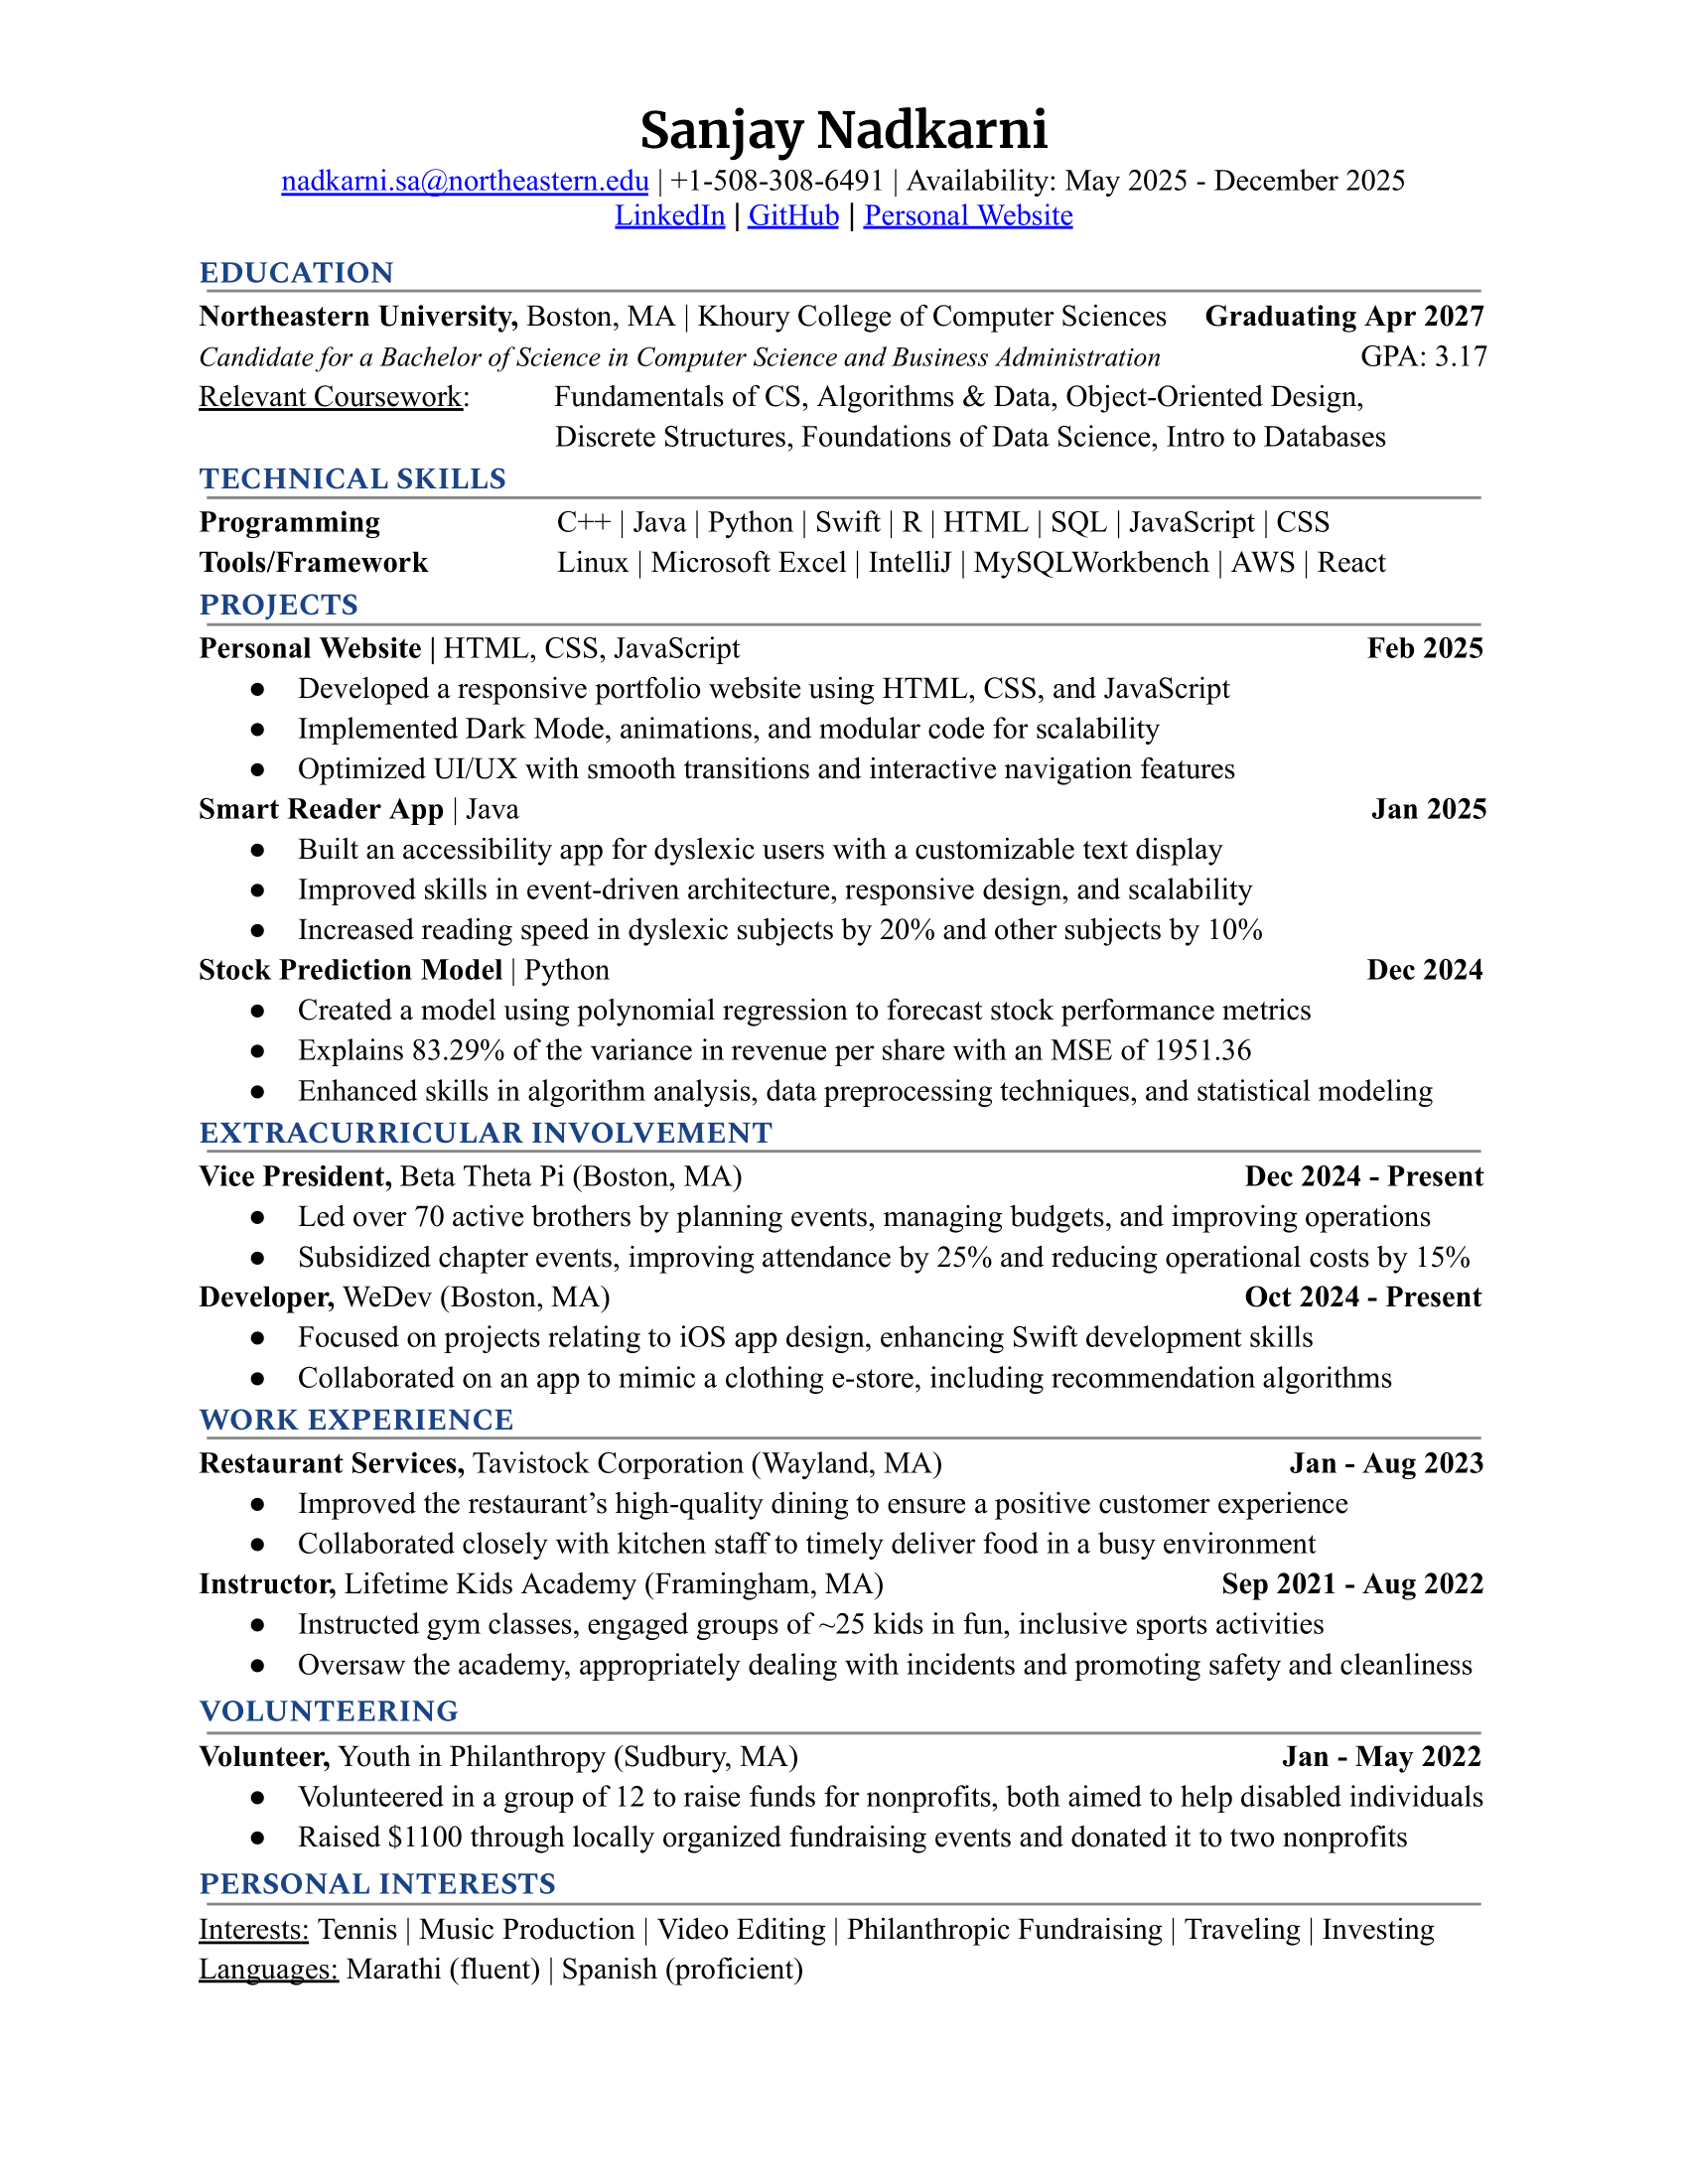 Sanjay Nadkarni
nadkarni.sa@northeastern.edu | +1-508-308-6491 | Availability: May 2025 - December 2025
LinkedIn | GitHub | Personal Website
EDUCATION
Northeastern University, Boston, MA | Khoury College of Computer Sciences Graduating Apr 2027
Candidate for a Bachelor of Science in Computer Science and Business Administration GPA: 3.17
Relevant Coursework: Fundamentals of CS, Algorithms & Data, Object-Oriented Design,
Discrete Structures, Foundations of Data Science, Intro to Databases
TECHNICAL SKILLS
Programming C++ | Java | Python | Swift | R | HTML | SQL | JavaScript | CSS
Tools/Framework Linux | Microsoft Excel | IntelliJ | MySQLWorkbench | AWS | React
PROJECTS
Personal Website | HTML, CSS, JavaScript Feb 2025
● Developed a responsive portfolio website using HTML, CSS, and JavaScript
● Implemented Dark Mode, animations, and modular code for scalability
● Optimized UI/UX with smooth transitions and interactive navigation features
Smart Reader App | Java Jan 2025
● Built an accessibility app for dyslexic users with a customizable text display
● Improved skills in event-driven architecture, responsive design, and scalability
● Increased reading speed in dyslexic subjects by 20% and other subjects by 10%
Stock Prediction Model | Python Dec 2024
● Created a model using polynomial regression to forecast stock performance metrics
● Explains 83.29% of the variance in revenue per share with an MSE of 1951.36
● Enhanced skills in algorithm analysis, data preprocessing techniques, and statistical modeling
EXTRACURRICULAR INVOLVEMENT
Vice President, Beta Theta Pi (Boston, MA) Dec 2024 - Present
● Led over 70 active brothers by planning events, managing budgets, and improving operations
● Subsidized chapter events, improving attendance by 25% and reducing operational costs by 15%
Developer, WeDev (Boston, MA) Oct 2024 - Present
● Focused on projects relating to iOS app design, enhancing Swift development skills
● Collaborated on an app to mimic a clothing e-store, including recommendation algorithms
WORK EXPERIENCE
Restaurant Services, Tavistock Corporation (Wayland, MA) Jan - Aug 2023
● Improved the restaurant’s high-quality dining to ensure a positive customer experience
● Collaborated closely with kitchen staff to timely deliver food in a busy environment
Instructor, Lifetime Kids Academy (Framingham, MA) Sep 2021 - Aug 2022
● Instructed gym classes, engaged groups of ~25 kids in fun, inclusive sports activities
● Oversaw the academy, appropriately dealing with incidents and promoting safety and cleanliness
VOLUNTEERING
Volunteer, Youth in Philanthropy (Sudbury, MA) Jan - May 2022
● Volunteered in a group of 12 to raise funds for nonprofits, both aimed to help disabled individuals
● Raised $1100 through locally organized fundraising events and donated it to two nonprofits
PERSONAL INTERESTS
Interests: Tennis | Music Production | Video Editing | Philanthropic Fundraising | Traveling | Investing
Languages: Marathi (fluent) | Spanish (proficient)